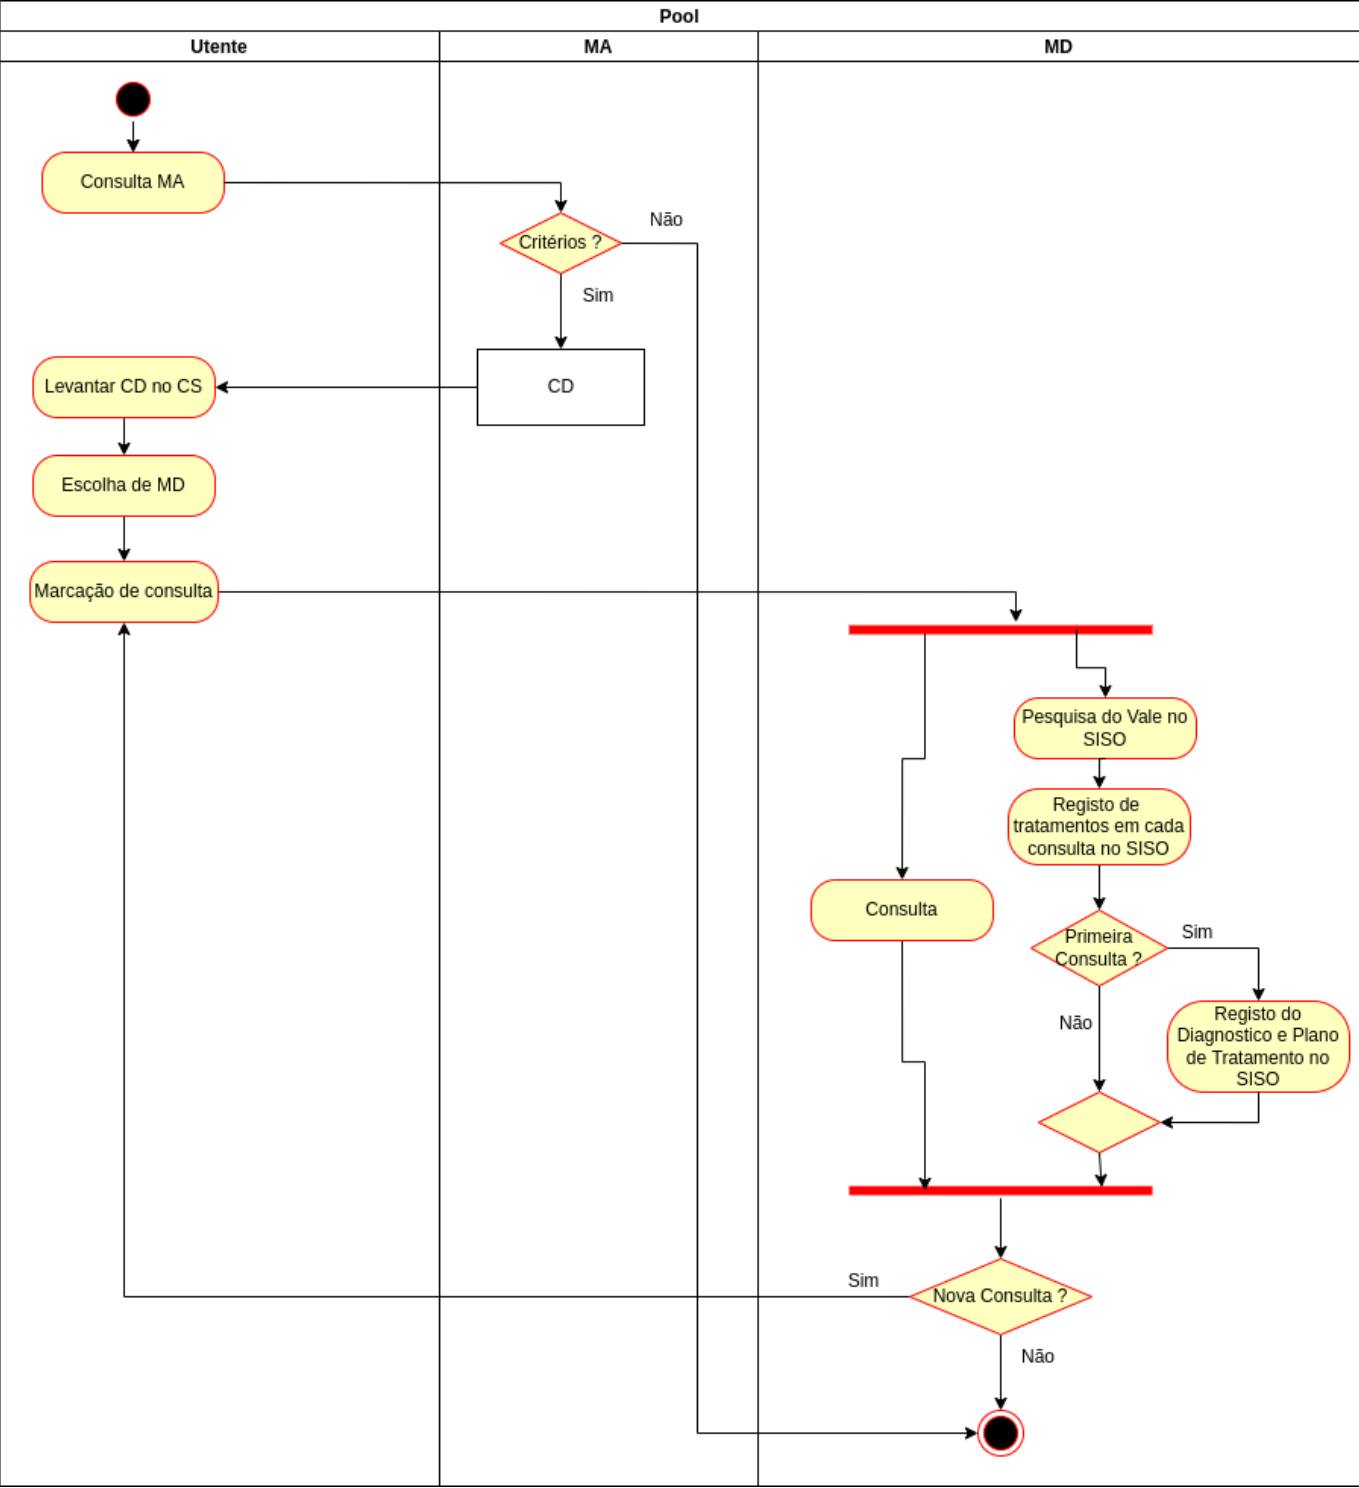 Pool
Utente
MA
MD
Consulta MA
Não
Critérios ?
Sim
Levantar CD no CS
CD
Escolha de MD
Marcação de consulta
Pesquisa do Vale no
SISO
Registo de
tratamentos em cada
consulta no SISO
Consulta
Primeira
Consulta ?
Sim
Não
Registo do
Diagnostico e Plano
de Tratamento no
SISO
Sim
Nova Consulta ?
Não